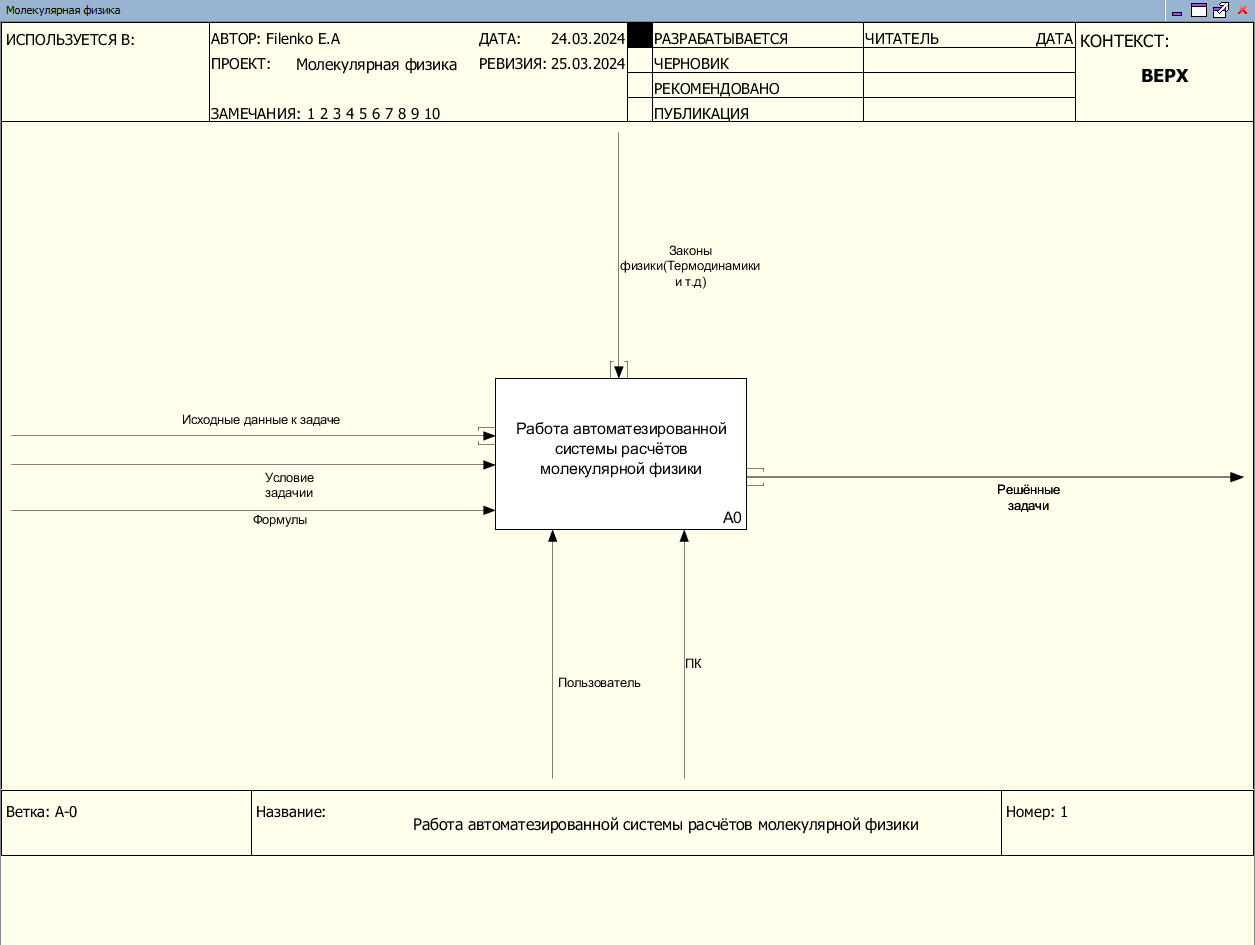 Молекулярная физика
ИСПОЛЬЗУЕТСЯ В:
АВТОР: Filenko E.A
ДАТА: 24.03.2024
ПРОЕКТ: Молекулярная физика
РЕВИЗИЯ: 25.03.2024
ЗАМЕЧАНИЯ: 1 2 3 4 5 6 7 8 9 10
РАЗРАБАТЫВАЕТСЯ
ЧЕРНОВИК
РЕКОМЕНДОВАНО
ПУБЛИКАЦИЯ
ЧИТАТЕЛЬ
ДАТА
КОНТЕКСТ:
ВЕРХ
Законы
физики(Термодинамики
и т.д)
Исходные данные к задаче
Условие
задачии
Формулы
Работа автоматезированной
системы расчётов
молекулярной физики
A0
Решённые
задачи
Пользователь
ПК
Ветка: A-0
Название:
Работа автоматезированной системы расчётов молекулярной физики
Номер: 1